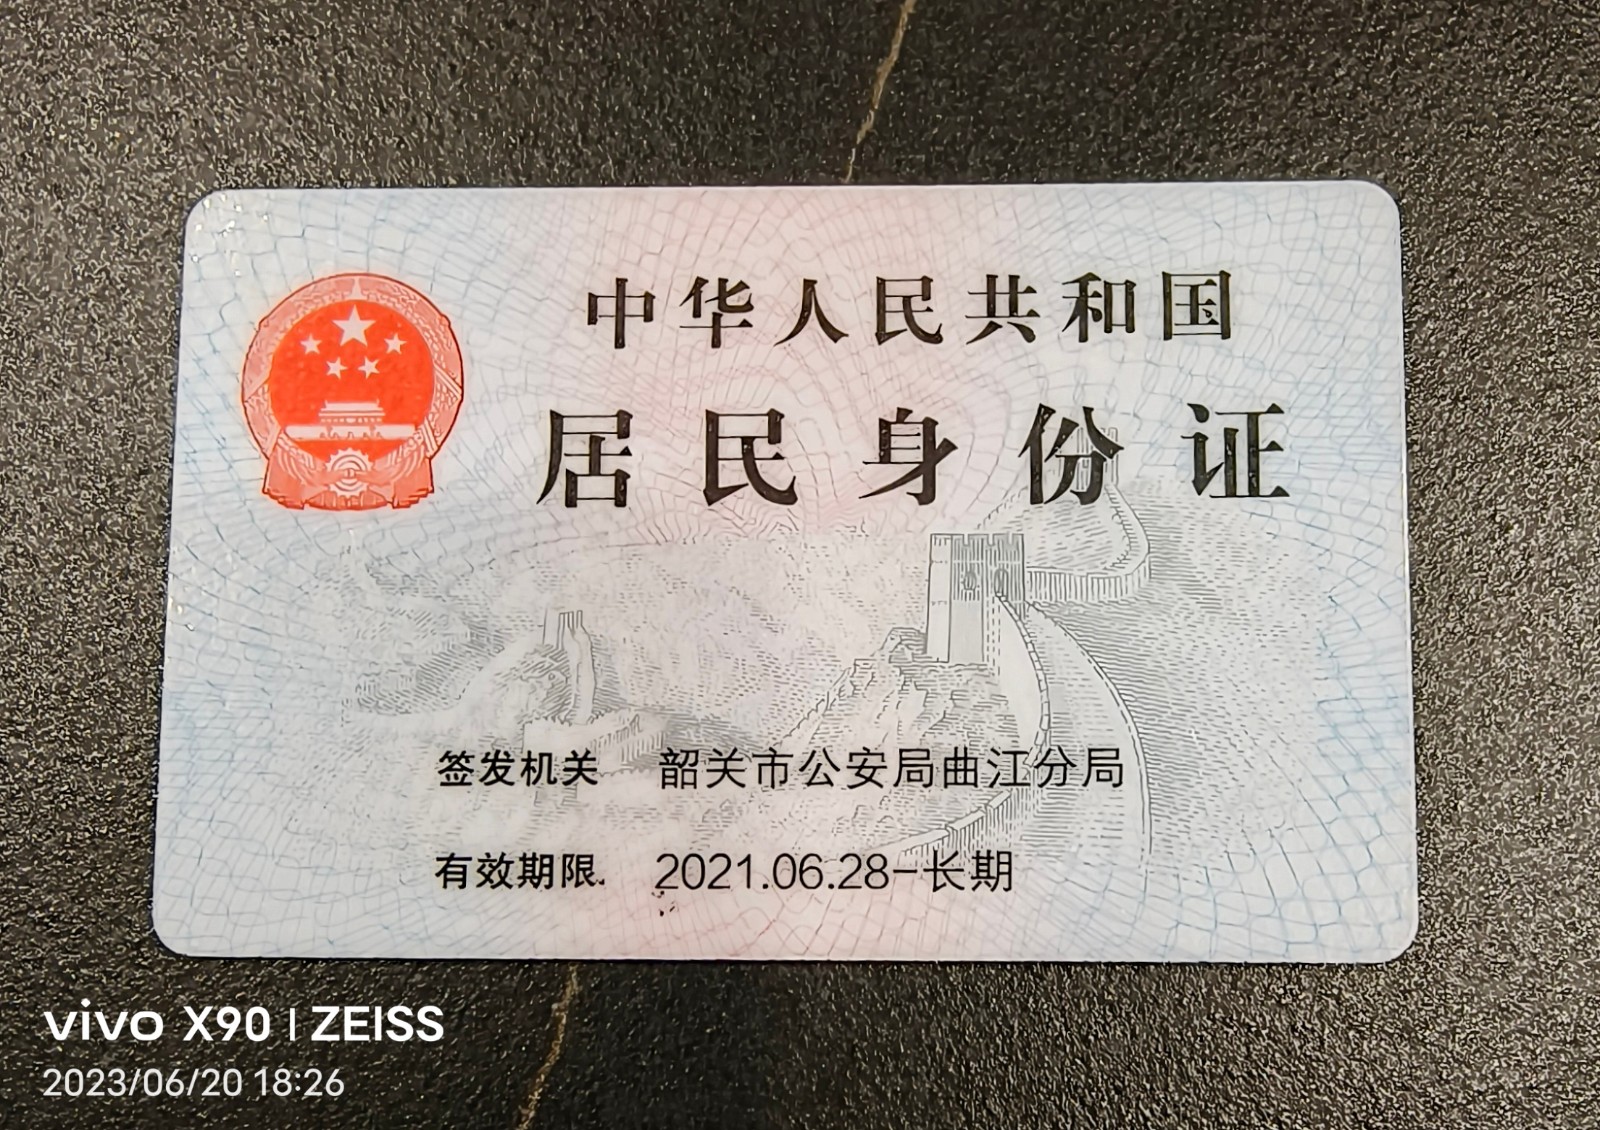 中华人民共和国
居民身份证
签发机关 韶关市公安局曲江分局
有效期限 2021.06.28-长期
vivo X90 | ZEISS
2023/06/20 18:26